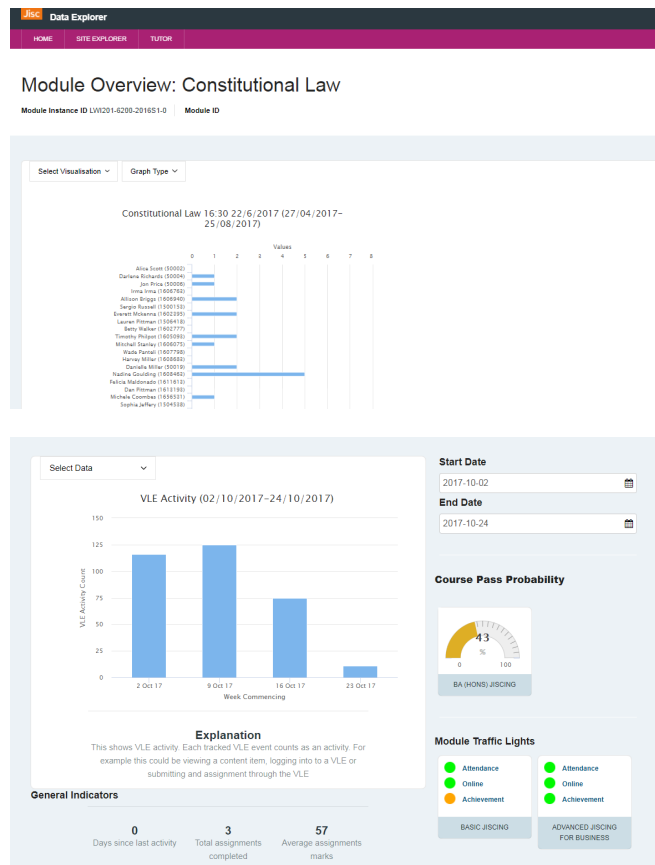 Jisc Data Explorer
HOME SITE EXPLORER TUTOR
Module Overview: Constitutional Law
Module Instance ID LWI201-6200-2016S1-0 Module ID
Select Visualisation Graph Type
Constitutional Law 16:30 22/6/2017 (27/04/2017-
25/08/2017)
Values
0 1 2 3 4 5 6 7 8
Alice Scott (50002)
Darlene Richards (50004)
Jon Price (50006)
Irma Irma (1606762)
Allison Briggs (1606940)
Sergio Russell (1500153)
Everett Mckenna (1602395)
Lauren Pittman (1506418)
Betty Walker (1602777)
Timothy Philpot (1605093)
Mitchell Stanley (1606075)
Wade Parnell (1607798)
Harvey Miller (1608683)
Danielle Miller (50019)
Nadine Goulding (1608462)
Felicia Maldonado (1611613)
Dan Pittman (1613192)
Michele Coombes (1656531)
Sophia Jeffery (1504538)
Select Data
VLE Activity (02/10/2017-24/10/2017)
150
125
100
75
50
25
0
VLE Activity Count
2 Oct 17 9 Oct 17 16 Oct 17 23 Oct 17
Week Commencing
Explanation
This shows VLE activity. Each tracked VLE event counts as an activity. For
example this could be viewing a content item, logging into to a VLE or
submitting and assignment through the VLE
General Indicators
0 3 57
Days since last activity Total assignments Average assignments
completed marks
Start Date
2017-10-02
End Date
2017-10-24
Course Pass Probability
43
%
0 100
BA (HONS) JISCING
Module Traffic Lights
Attendance Attendance
Online Online
Achievement Achievement
BASIC JISCING ADVANCED JISCING
FOR BUSINESS